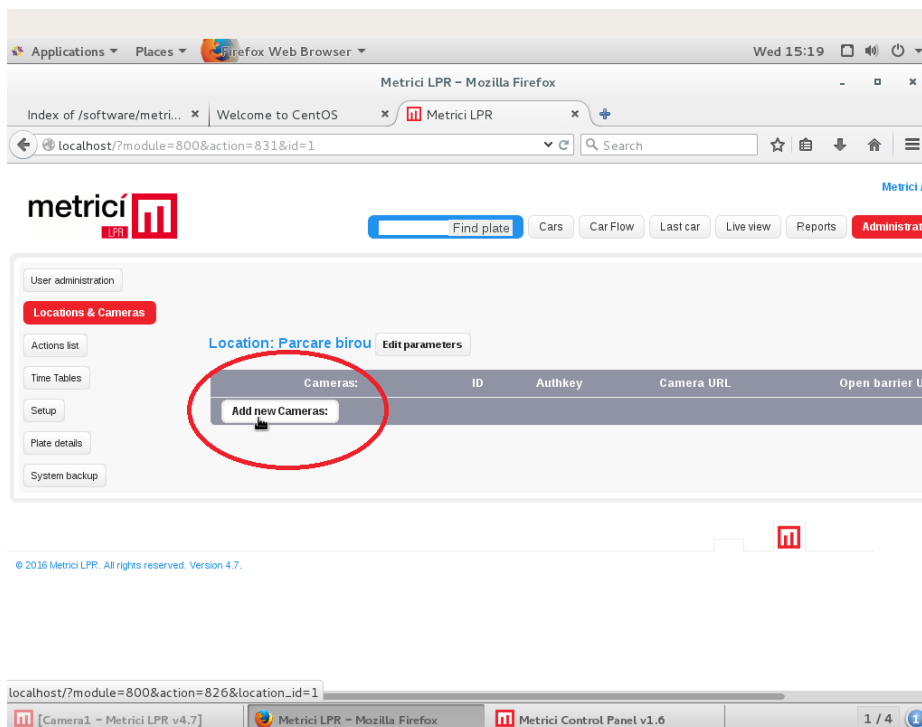 Applications Places Firefox Web Browser Wed 15:19
Metrici LPR – Mozilla Firefox
Index of /software/metri... Welcome to CentOS Metrici LPR
localhost/?module=800&action=831&id=1 Search
Metrici
metricí
LPR
Find plate Cars Car Flow Last car Live view Reports Administrat
User administration
Locations & Cameras
Actions list
Location: Parcare birou Edit parameters
Time Tables
Cameras: ID Authkey Camera URL Open barrier U
Setup
Add new Cameras:
Plate details
System backup
© 2016 Metrici LPR. All rights reserved. Version 4.7.
localhost/?module=800&action=826&location_id=1
[Camera1 – Metrici LPR v4.7] Metrici LPR – Mozilla Firefox Metrici Control Panel v1.6 1 / 4 1